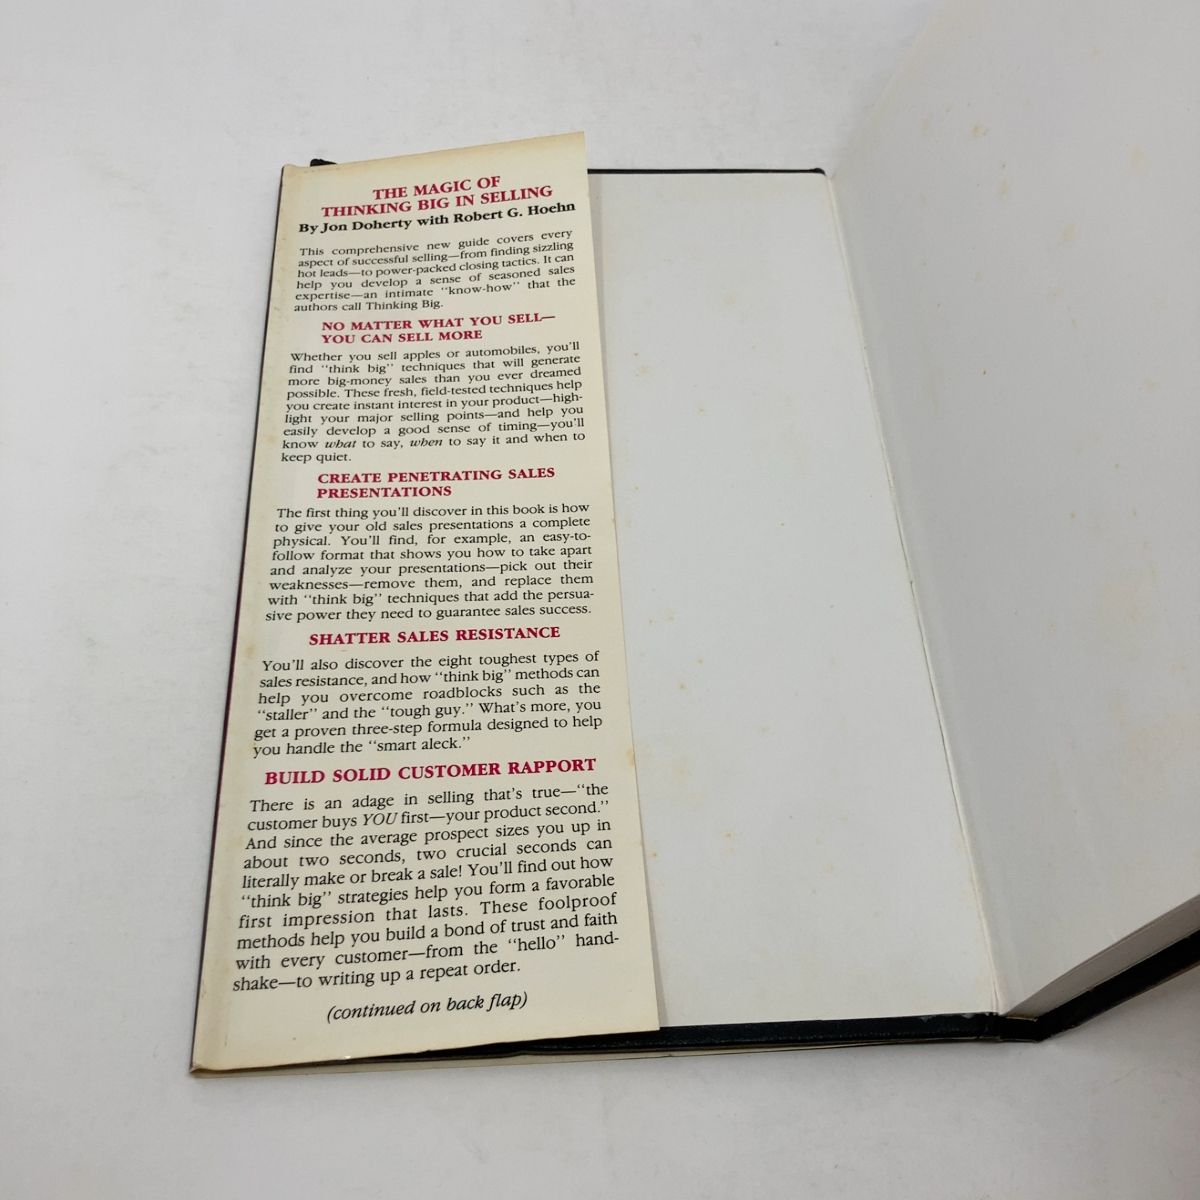 THE MAGIC OF
THINKING BIG IN SELLING
By Jon Doherty with Robert G. Hoehn
This comprehensive new guide covers every
aspect of successful selling—from finding sizzling
hot leads—to power-packed closing tactics. It can
help you develop a sense of seasoned sales
expertise—an intimate "know-how" that the
authors call Thinking Big.
NO MATTER WHAT YOU SELL—
YOU CAN SELL MORE
Whether you sell apples or automobiles, you'll
find "think big" techniques that will generate
more big-money sales than you ever dreamed
possible. These fresh, field-tested techniques help
you create instant interest in your product—high-
light your major selling points—and help you
easily develop a good sense of timing—you'll
know what to say, when to say it and when to
keep quiet.
CREATE PENETRATING SALES
PRESENTATIONS
The first thing you'll discover in this book is how
to give your old sales presentations a complete
physical. You'll find, for example, an easy-to-
follow format that shows you how to take apart
and analyze your presentations—pick out their
weaknesses—remove them, and replace them
with "think big" techniques that add the persua-
sive power they need to guarantee sales success.
SHATTER SALES RESISTANCE
You'll also discover the eight toughest types of
sales resistance, and how "think big" methods can
help you overcome roadblocks such as the
"staller" and the "tough guy." What's more, you
get a proven three-step formula designed to help
you handle the "smart aleck."
BUILD SOLID CUSTOMER RAPPORT
There is an adage in selling that's true—"the
customer buys YOU first—your product second."
And since the average prospect sizes you up in
about two seconds, two crucial seconds can
literally make or break a sale! You'll find out how
"think big" strategies help you form a favorable
first impression that lasts. These foolproof
methods help you build a bond of trust and faith
with every customer—from the "hello" hand-
shake—to writing up a repeat order.
(continued on back flap)